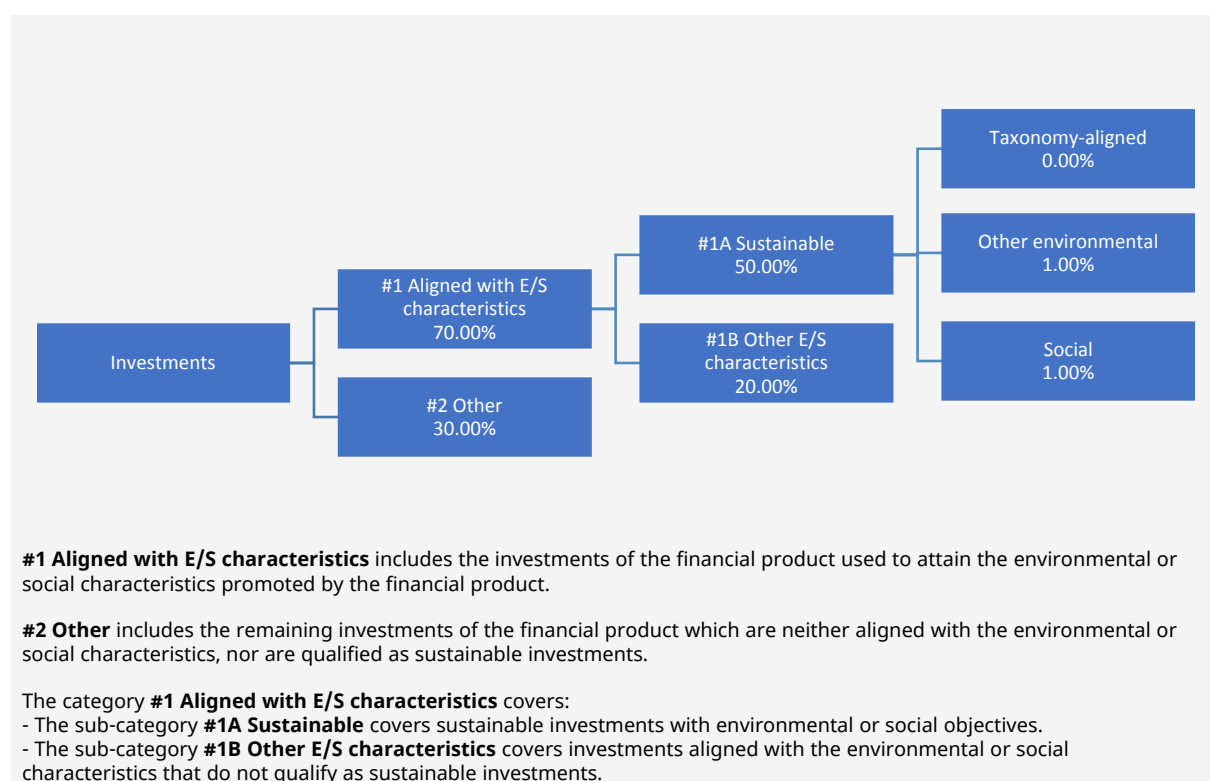 Investments
#1 Aligned with E/S
characteristics
70.00%
#2 Other
30.00%
#1A Sustainable
50.00%
#1B Other E/S
characteristics
20.00%
Taxonomy-aligned
0.00%
Other environmental
1.00%
Social
1.00%
#1 Aligned with E/S characteristics includes the investments of the financial product used to attain the environmental or
social characteristics promoted by the financial product.
#2 Other includes the remaining investments of the financial product which are neither aligned with the environmental or
social characteristics, nor are qualified as sustainable investments.
The category #1 Aligned with E/S characteristics covers:
- The sub-category #1A Sustainable covers sustainable investments with environmental or social objectives.
- The sub-category #1B Other E/S characteristics covers investments aligned with the environmental or social
characteristics that do not qualify as sustainable investments.